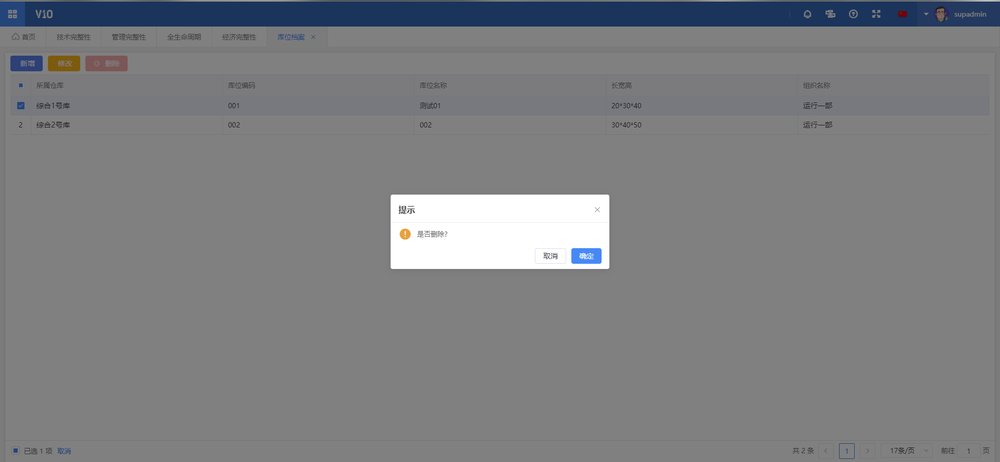 V10
supadmin
首页 技术完整性 管理完整性 全生命周期 经济完整性 库位档案
新增 修改 删除
所属仓库 库位编码 库位名称 长宽高 组织名称
综合1号库 001 测试01 20*30*40 运行一部
2 综合2号库 002 002 30*40*50 运行一部
提示
是否删除?
取消 确定
已选 1 项 取消 共 2 条 1 17条/页 前往 1 页